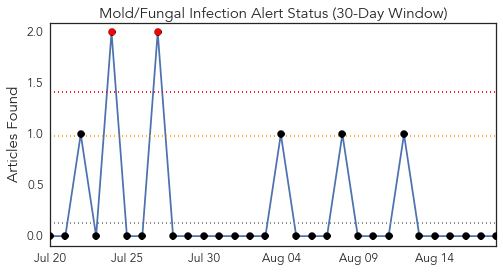 Mold/Fungal Infection Alert Status (30-Day Window)
Articles Found
2.0
1.5
1.0
0.5
0.0
Jul 20 Jul 25 Jul 30 Aug 04 Aug 09 Aug 14